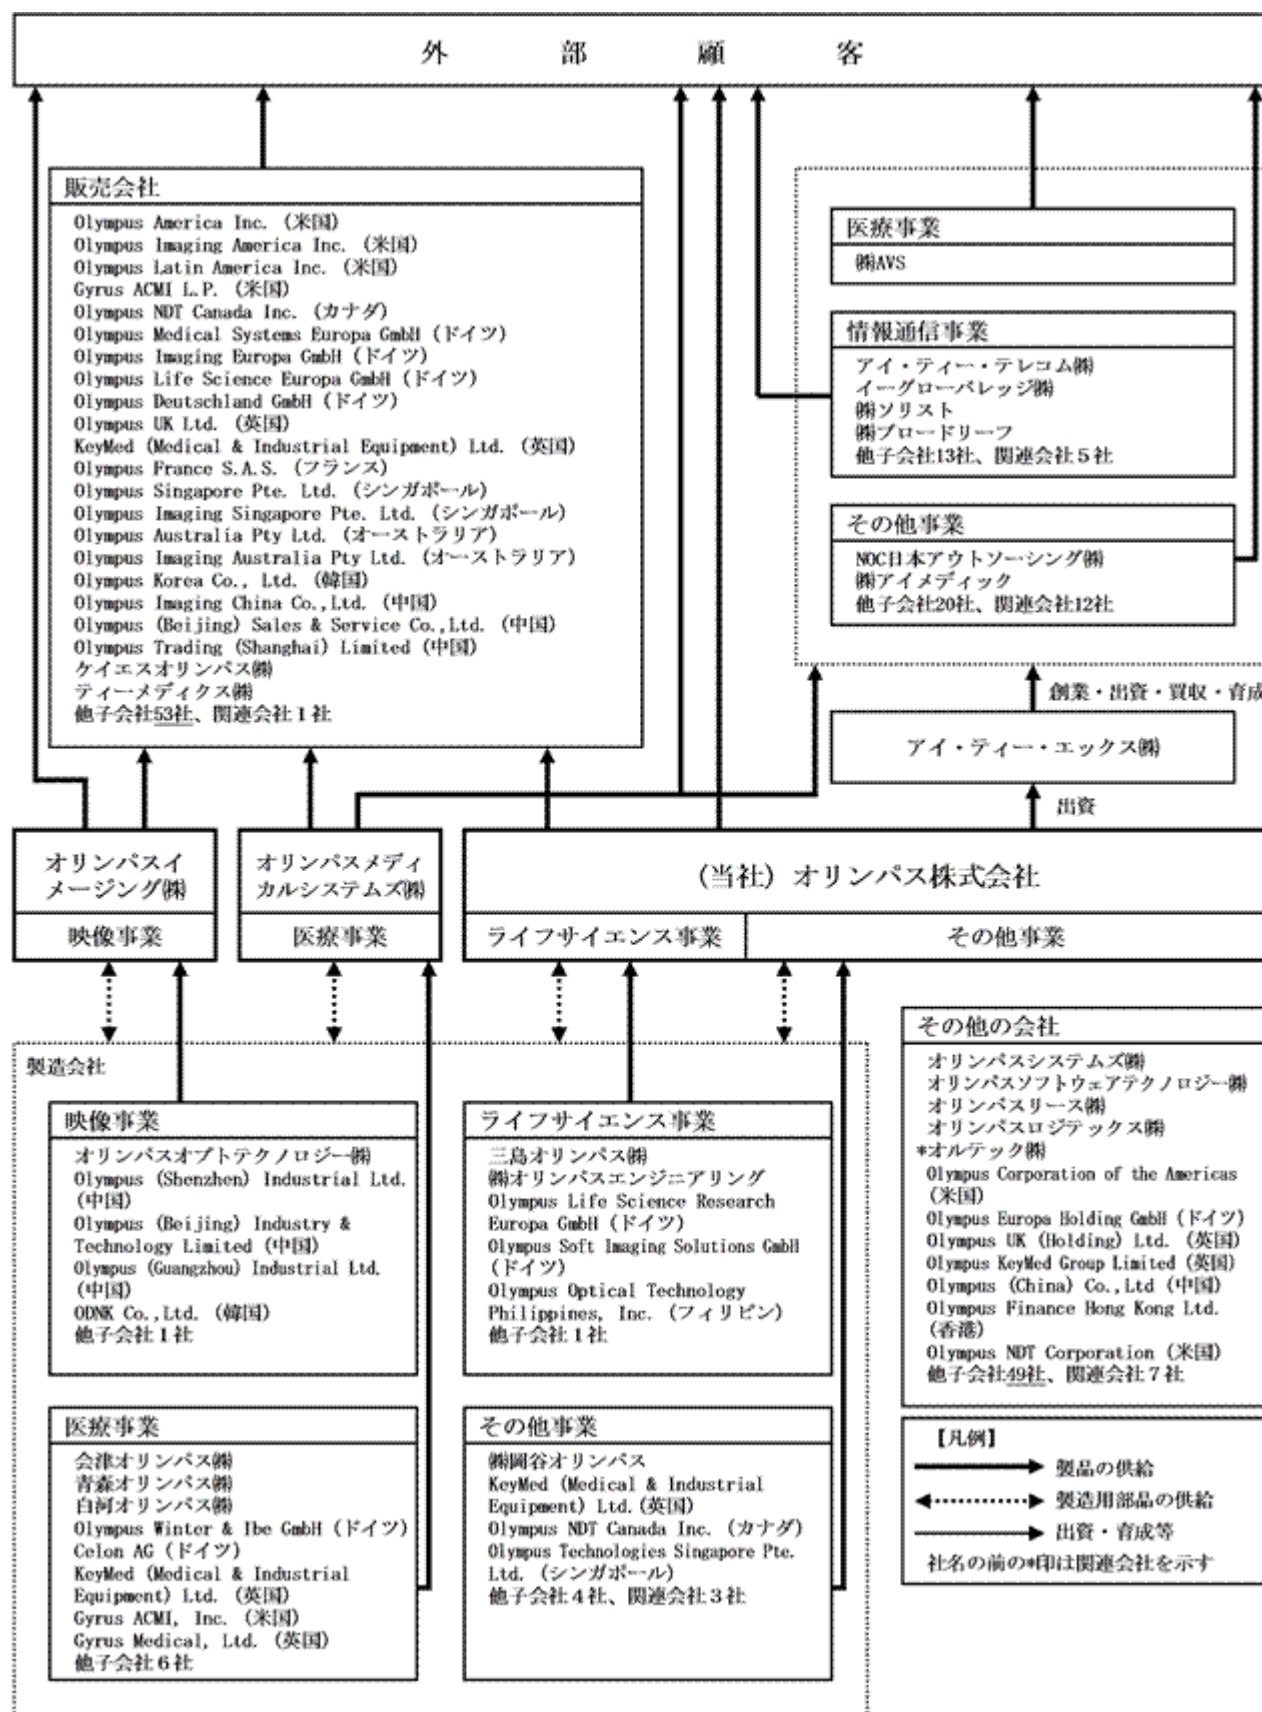 外部顧客
販売会社
Olympus America Inc. (米国)
Olympus Imaging America Inc. (米国)
Olympus Latin America Inc. (米国)
Gyrus ACMI L.P. (米国)
Olympus NDT Canada Inc. (カナダ)
Olympus Medical Systems Europa GmbH (ドイツ)
Olympus Imaging Europa GmbH (ドイツ)
Olympus Life Science Europa GmbH (ドイツ)
Olympus Deutschland GmbH (ドイツ)
Olympus UK Ltd. (英国)
KeyMed (Medical & Industrial Equipment) Ltd. (英国)
Olympus France S.A.S. (フランス)
Olympus Singapore Pte. Ltd. (シンガポール)
Olympus Imaging Singapore Pte. Ltd. (シンガポール)
Olympus Australia Pty Ltd. (オーストラリア)
Olympus Imaging Australia Pty Ltd. (オーストラリア)
Olympus Korea Co., Ltd. (韓国)
Olympus Imaging China Co.,Ltd. (中国)
Olympus (Beijing) Sales & Service Co.,Ltd. (中国)
Olympus Trading (Shanghai) Limited (中国)
ケイエスオリンパス㈱
ティーメディクス㈱
他子会社53社、関連会社1社
医療事業
㈱AVS
情報通信事業
アイ・ティー・テレコム㈱
イーグローバレッジ㈱
㈱ソリスト
㈱ブロードリーフ
他子会社13社、関連会社5社
その他事業
NOC日本アウトソーシング㈱
㈱アイメディック
他子会社20社、関連会社12社
創業・出資・買収・育成
アイ・ティー・エックス㈱
出資
オリンパスイ
メージング㈱
映像事業
オリンパスメディ
カルシステムズ㈱
医療事業
(当社) オリンパス株式会社
ライフサイエンス事業
その他事業
製造会社
映像事業
オリンパスオプトテクノロジー㈱
Olympus (Shenzhen) Industrial Ltd.
(中国)
Olympus (Beijing) Industry &
Technology Limited (中国)
Olympus (Guangzhou) Industrial Ltd.
(中国)
ODNK Co.,Ltd. (韓国)
他子会社1社
ライフサイエンス事業
三島オリンパス㈱
㈱オリンパスエンジニアリング
Olympus Life Science Research
Europa GmbH (ドイツ)
Olympus Soft Imaging Solutions GmbH
(ドイツ)
Olympus Optical Technology
Philippines, Inc. (フィリピン)
他子会社1社
医療事業
会津オリンパス㈱
青森オリンパス㈱
白河オリンパス㈱
Olympus Winter & Ibe GmbH (ドイツ)
Celon AG (ドイツ)
KeyMed (Medical & Industrial
Equipment) Ltd. (英国)
Gyrus ACMI, Inc. (米国)
Gyrus Medical, Ltd. (英国)
他子会社6社
その他事業
㈱岡谷オリンパス
KeyMed (Medical & Industrial
Equipment) Ltd.(英国)
Olympus NDT Canada Inc. (カナダ)
Olympus Technologies Singapore Pte.
Ltd. (シンガポール)
他子会社4社、関連会社3社
その他の会社
オリンパスシステムズ㈱
オリンパスソフトウェアテクノロジー㈱
オリンパスリース㈱
オリンパスロジテックス㈱
*オルテック㈱
Olympus Corporation of the Americas
(米国)
Olympus Europa Holding GmbH (ドイツ)
Olympus UK (Holding) Ltd. (英国)
Olympus KeyMed Group Limited (英国)
Olympus (China) Co.,Ltd (中国)
Olympus Finance Hong Kong Ltd.
(香港)
Olympus NDT Corporation (米国)
他子会社49社、関連会社7社
【凡例】
製品の供給
製造用部品の供給
出資・育成等
社名の前の*印は関連会社を示す